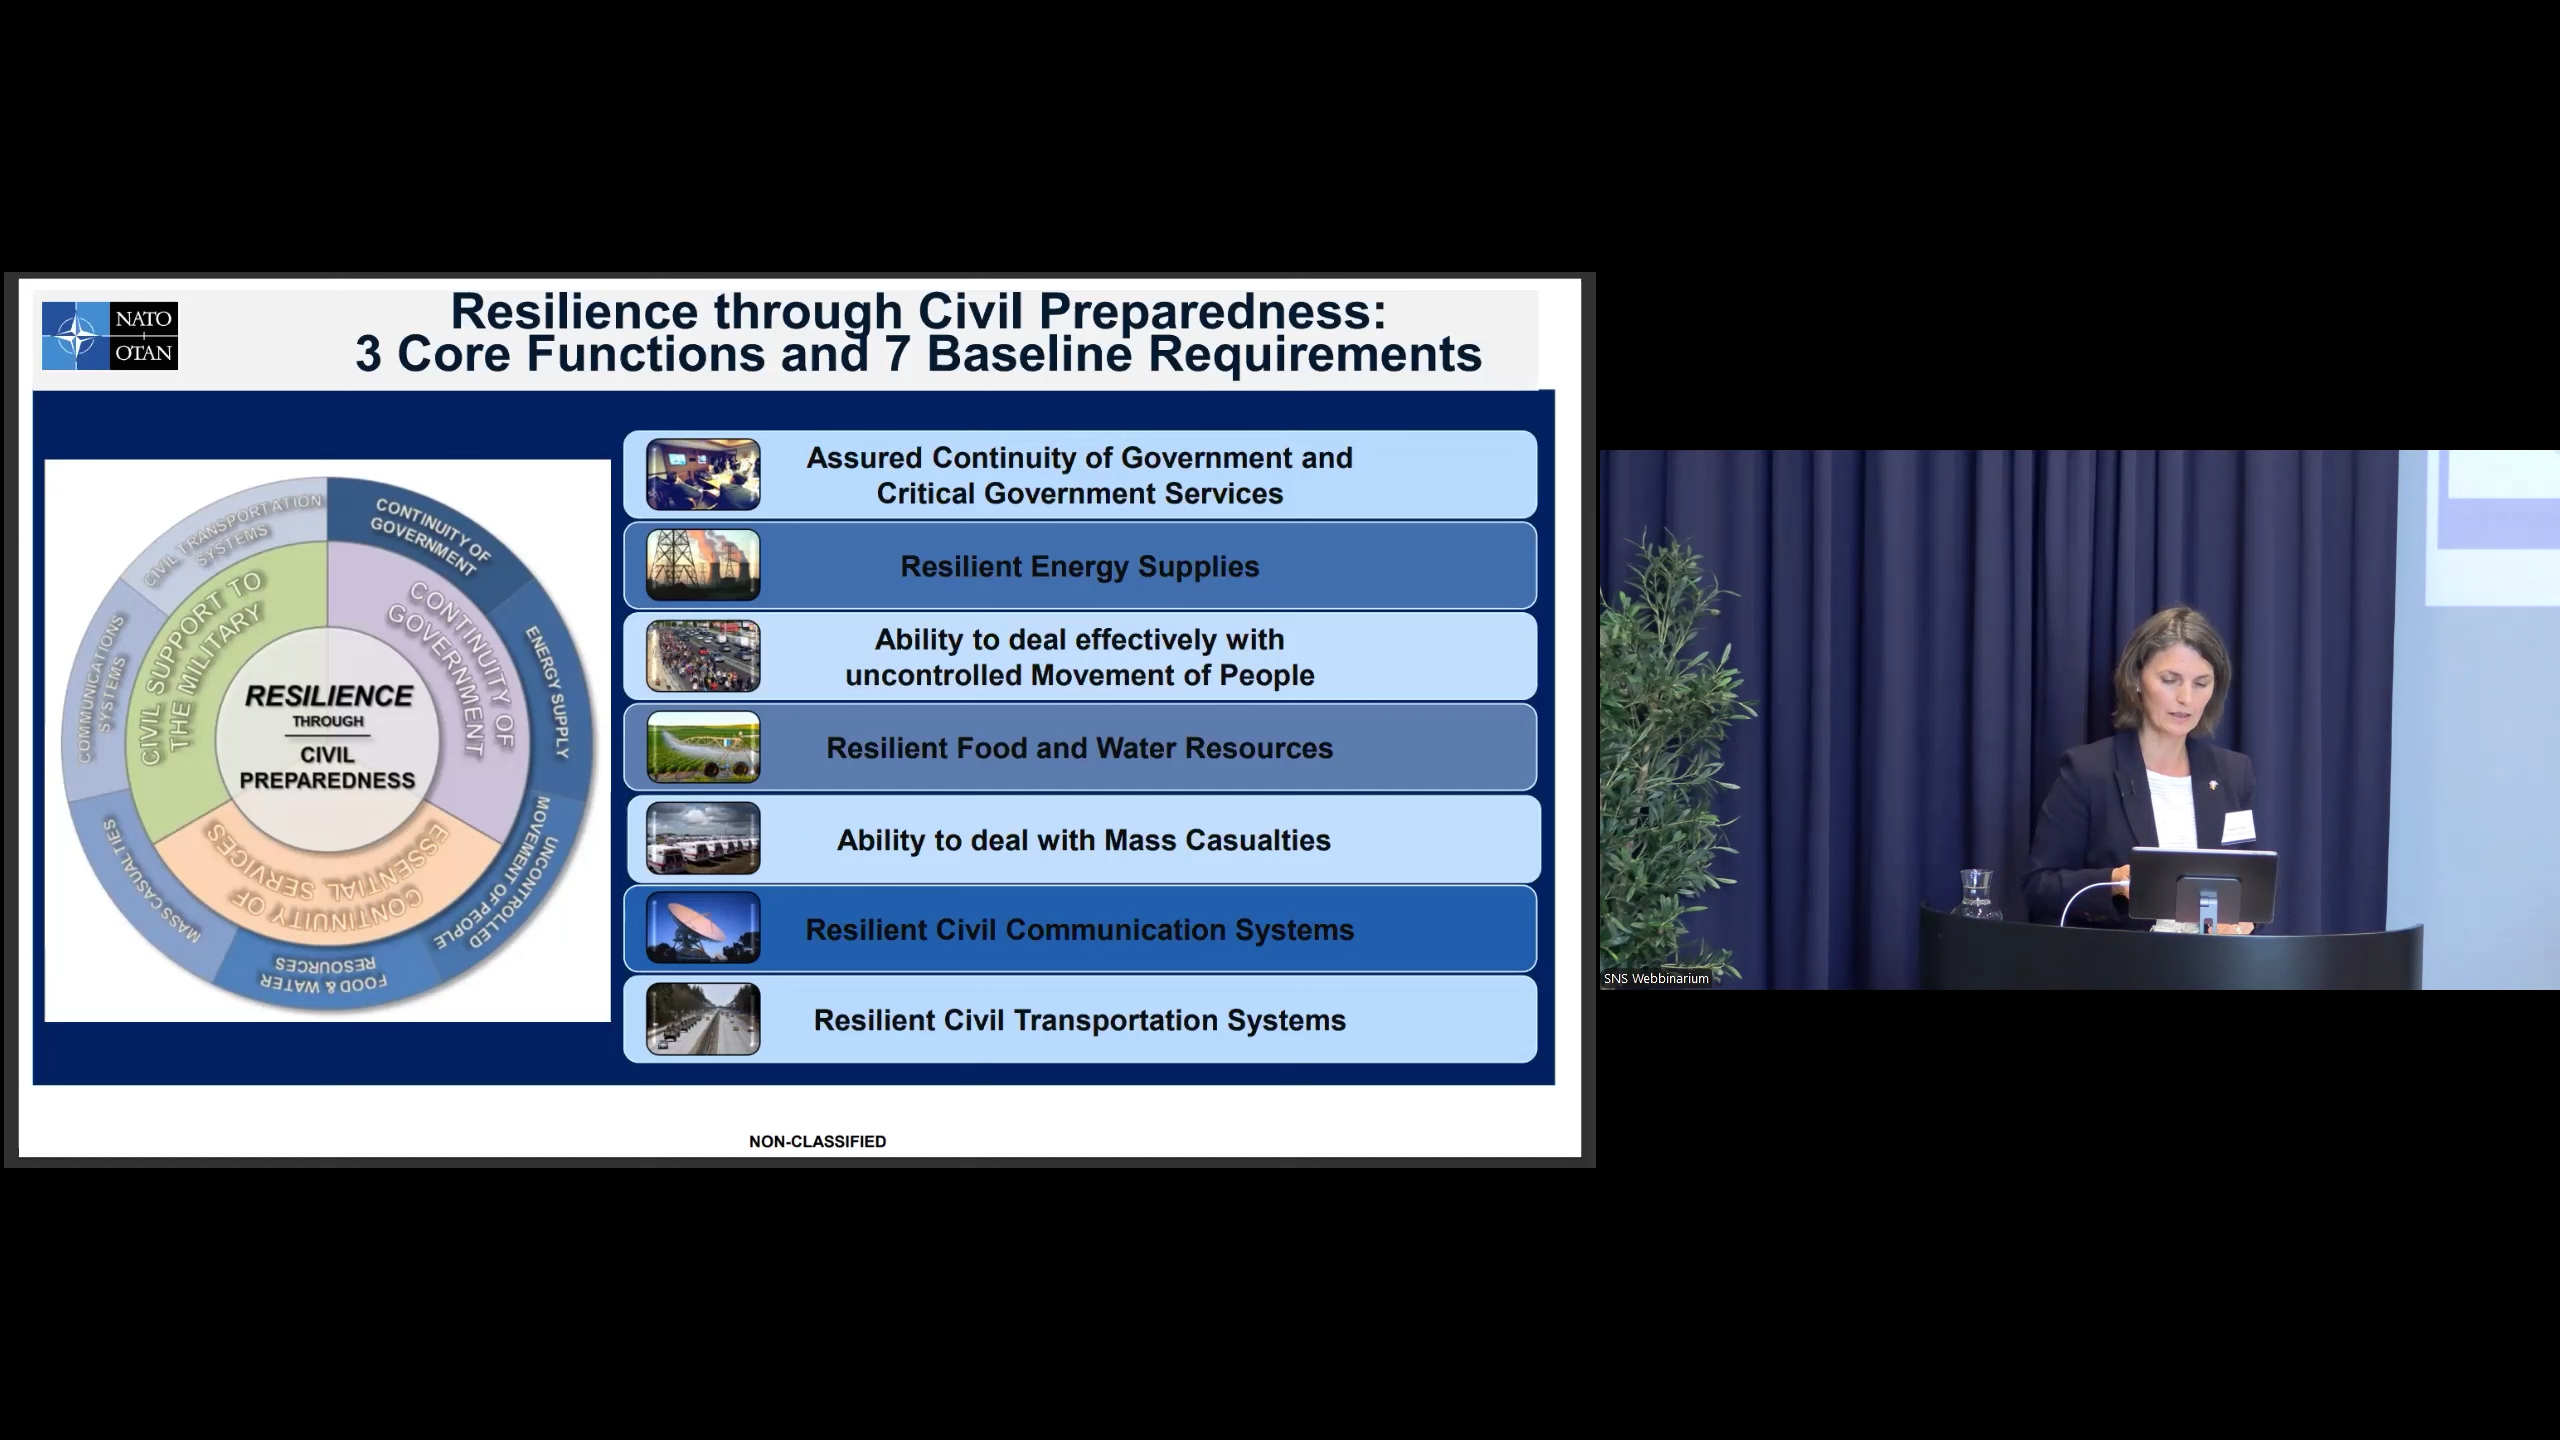 NATO
OTAN
Resilience through Civil Preparedness:
3 Core Functions and 7 Baseline Requirements
CIVIL TRANSPORTATION
SYSTEMS
CONTINUITY OF
GOVERNMENT
ENERGY SUPPLY
UNCONTROLLED
MOVEMENT OF PEOPLE
FOOD & WATER
RESOURCES
MASS CASUALTIES
COMMUNICATIONS
SYSTEMS
CIVIL SUPPORT TO
THE MILITARY
CONTINUITY OF
GOVERNMENT
CONTINUITY OF
ESSENTIAL SERVICES
RESILIENCE
THROUGH
CIVIL
PREPAREDNESS
Assured Continuity of Government and
Critical Government Services
Resilient Energy Supplies
Ability to deal effectively with
uncontrolled Movement of People
Resilient Food and Water Resources
Ability to deal with Mass Casualties
Resilient Civil Communication Systems
Resilient Civil Transportation Systems
NON-CLASSIFIED
SNS Webbinarium